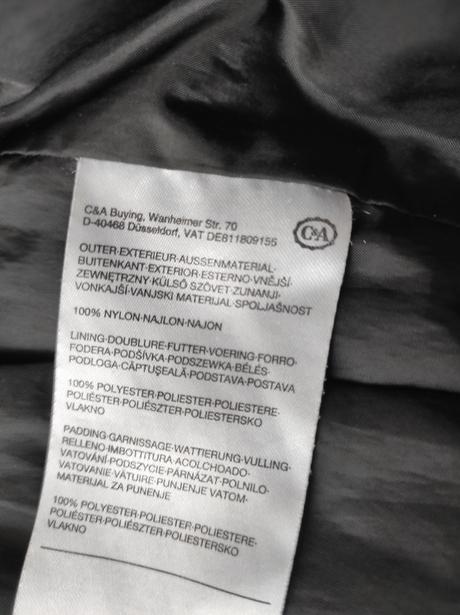 C&A Buying, Wanheimer Str. 70
D-40468 Düsseldorf, VAT DE811809155
C&A
OUTER·EXTERIEUR·AUSSENMATERIAL·
BUITENKANT·EXTERIOR·ESTERNO·VNĚJŠÍ·
ZEWNĘTRZNY·KÜLSŐ SZÖVET·ZUNANJI·
VONKAJŠÍ·VANJSKI MATERIJAL·SPOLJAŠNOST
100% NYLON·NAJLON·NAJON
LINING·DOUBLURE·FUTTER·VOERING·FORRO·
FODERA·PODŠÍVKA·PODSZEWKA·BÉLÉS·
PODLOGA·CĂPTUŞEALĂ·PODSTAVA·POSTAVA
100% POLYESTER·POLIESTER·POLIESTERE·
POLIÉSTER·POLIÉSZTER·POLIESTERSKO
VLAKNO
PADDING·GARNISSAGE·WATTIERUNG·VULLING·
RELLENO·IMBOTTITURA·ACOLCHOADO·
VATOVÁNÍ·PODSZYCIE·PÁRNÁZAT·POLNILO·
VATOVANIE·VĂTUIRE·PUNJENJE VATOM·
MATERIJAL ZA PUNENJE
100% POLYESTER·POLIESTER·POLIESTERE·
POLIÉSTER·POLIÉSZTER·POLIESTERSKO
VLAKNO